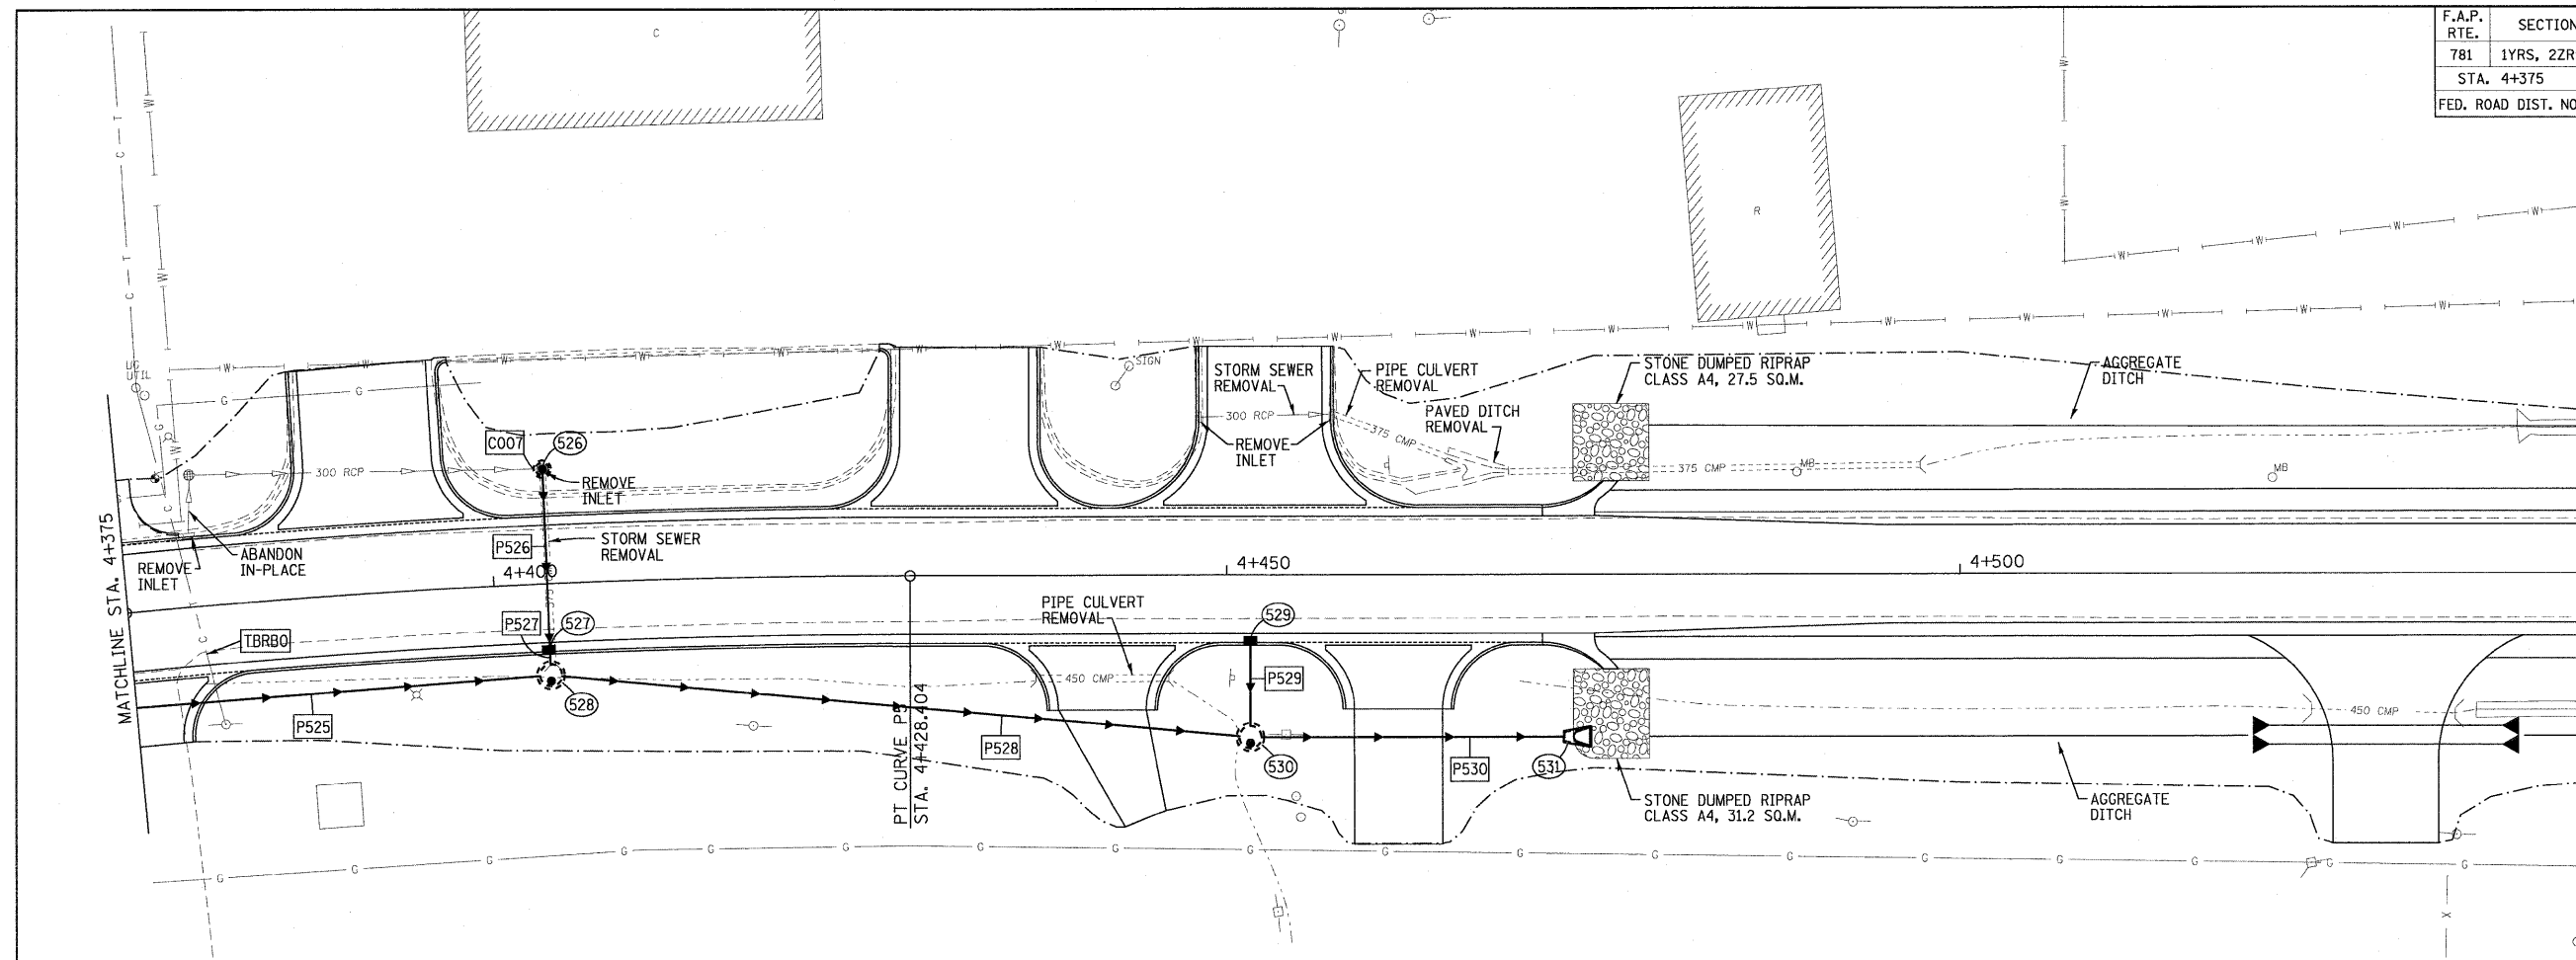 F.A.P. RTE.
SECTION
781
1YRS, 2ZR
STA. 4+375
FED. ROAD DIST. NO
C
R
UG
UTIL
SIGN
STORM SEWER
REMOVAL
PIPE CULVERT
REMOVAL
STONE DUMPED RIPRAP
CLASS A4, 27.5 SQ.M.
AGGREGATE
DITCH
PAVED DITCH
REMOVAL
300 RCP
REMOVE
INLET
375 CMP
375 CMP
MB
MB
C007
526
300 RCP
REMOVE
INLET
P526
STORM SEWER
REMOVAL
ABANDON
IN-PLACE
REMOVE
INLET
MATCHLINE STA. 4+375
4+400
4+450
4+500
375
PIPE CULVERT
REMOVAL
P527
527
529
TBRBO
450 CMP
P529
528
P525
P528
530
P530
531
450 CMP
PT CURVE P5
STA. 4+428.404
STONE DUMPED RIPRAP
CLASS A4, 31.2 SQ.M.
AGGREGATE
DITCH